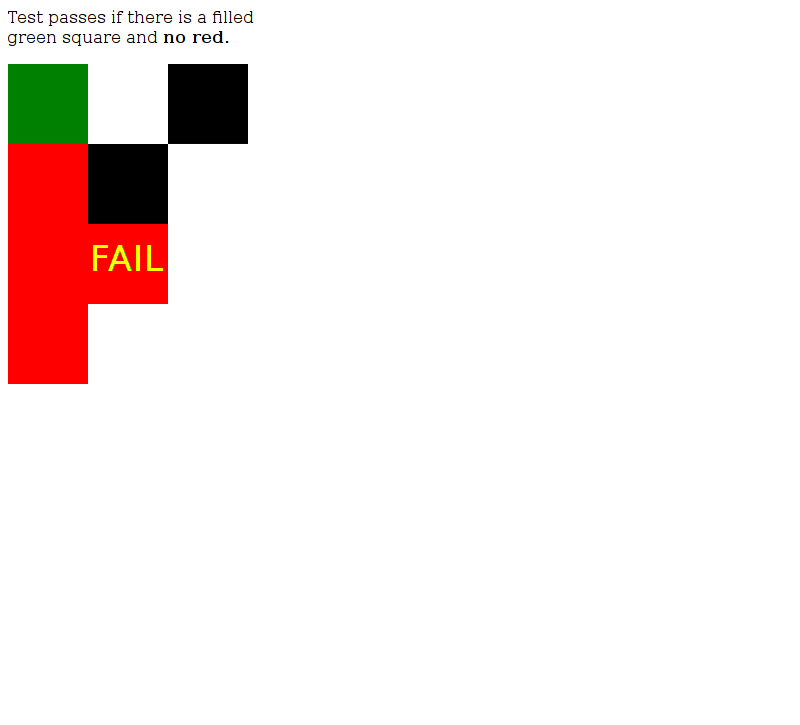 Test passes if there is a filled
green square and no red.
FAIL